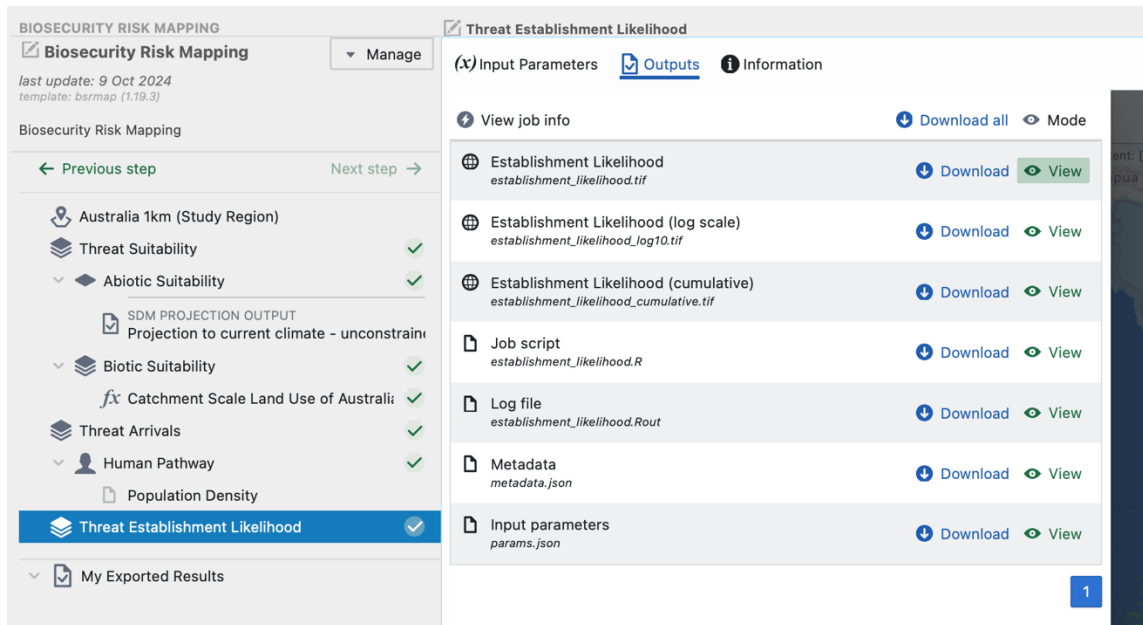 BIOSECURITY RISK MAPPING
Biosecurity Risk Mapping
Manage
last update: 9 Oct 2024
template: bsrmap (1.19.3)
Biosecurity Risk Mapping
Previous step
Next step
Australia 1km (Study Region)
Threat Suitability
Abiotic Suitability
SDM PROJECTION OUTPUT
Projection to current climate - unconstraine
Biotic Suitability
fx Catchment Scale Land Use of Australia
Threat Arrivals
Human Pathway
Population Density
Threat Establishment Likelihood
My Exported Results
Threat Establishment Likelihood
(x) Input Parameters Outputs Information
View job info Download all Mode
Establishment Likelihood
establishment_likelihood.tif
Download View
Establishment Likelihood (log scale)
establishment_likelihood_log10.tif
Download View
Establishment Likelihood (cumulative)
establishment_likelihood_cumulative.tif
Download View
Job script
establishment_likelihood.R
Download View
Log file
establishment_likelihood.Rout
Download View
Metadata
metadata.json
Download View
Input parameters
params.json
Download View
1
ent: [
pua